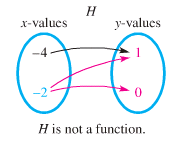 H
x-values y-values
–4 1
–2 0
H is not a function.